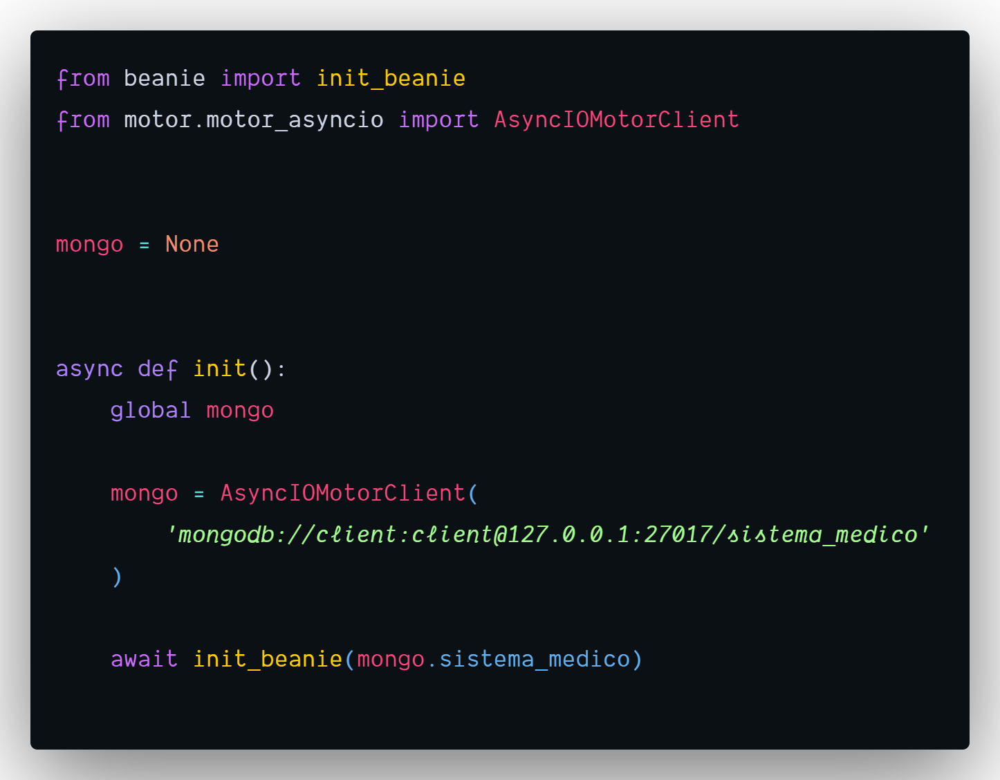 from beanie import init_beanie
from motor.motor_asyncio import AsyncIOMotorClient
mongo = None
async def init():
    global mongo
    mongo = AsyncIOMotorClient(
        'mongodb://client:client@127.0.0.1:27017/sistema_medico'
    )
    await init_beanie(mongo.sistema_medico)